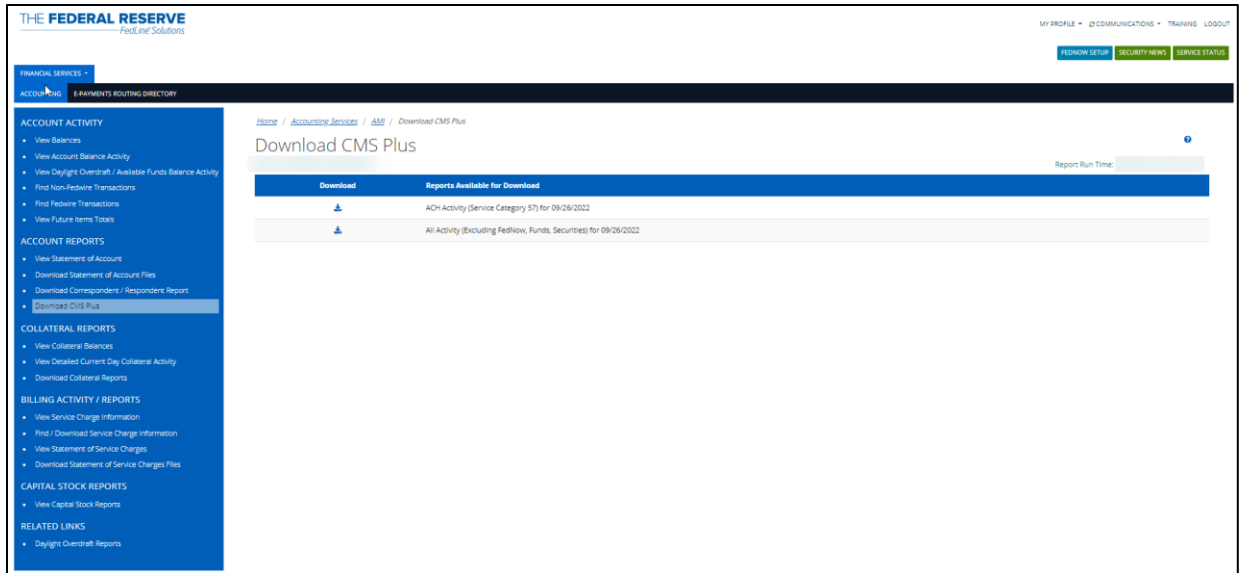 THE FEDERAL RESERVE
FedLine Solutions
MY PROFILE COMMUNICATIONS TRAINING LOGOUT
FEDNOW SETUP SECURITY NEWS SERVICE STATUS
FINANCIAL SERVICES
ACCOUNTING E-PAYMENTS ROUTING DIRECTORY
ACCOUNT ACTIVITY
View Balances
View Account Balance Activity
View Daylight Overdraft / Available Funds Balance Activity
Find Non-Fedwire Transactions
Find Fedwire Transactions
View Future Items Totals
ACCOUNT REPORTS
View Statement of Account
Download Statement of Account Files
Download Correspondent / Respondent Report
Download CMS Plus
COLLATERAL REPORTS
View Collateral Balances
View Detailed Current Day Collateral Activity
Download Collateral Reports
BILLING ACTIVITY / REPORTS
View Service Charge Information
Find / Download Service Charge Information
View Statement of Service Charges
Download Statement of Service Charges Files
CAPITAL STOCK REPORTS
View Capital Stock Reports
RELATED LINKS
Daylight Overdraft Reports
Home / Accounting Services / AMI / Download CMS Plus
Download CMS Plus
Report Run Time:
Download Reports Available for Download
ACH Activity (Service Category 57) for 09/26/2022
All Activity (Excluding FedNow, Funds, Securities) for 09/26/2022